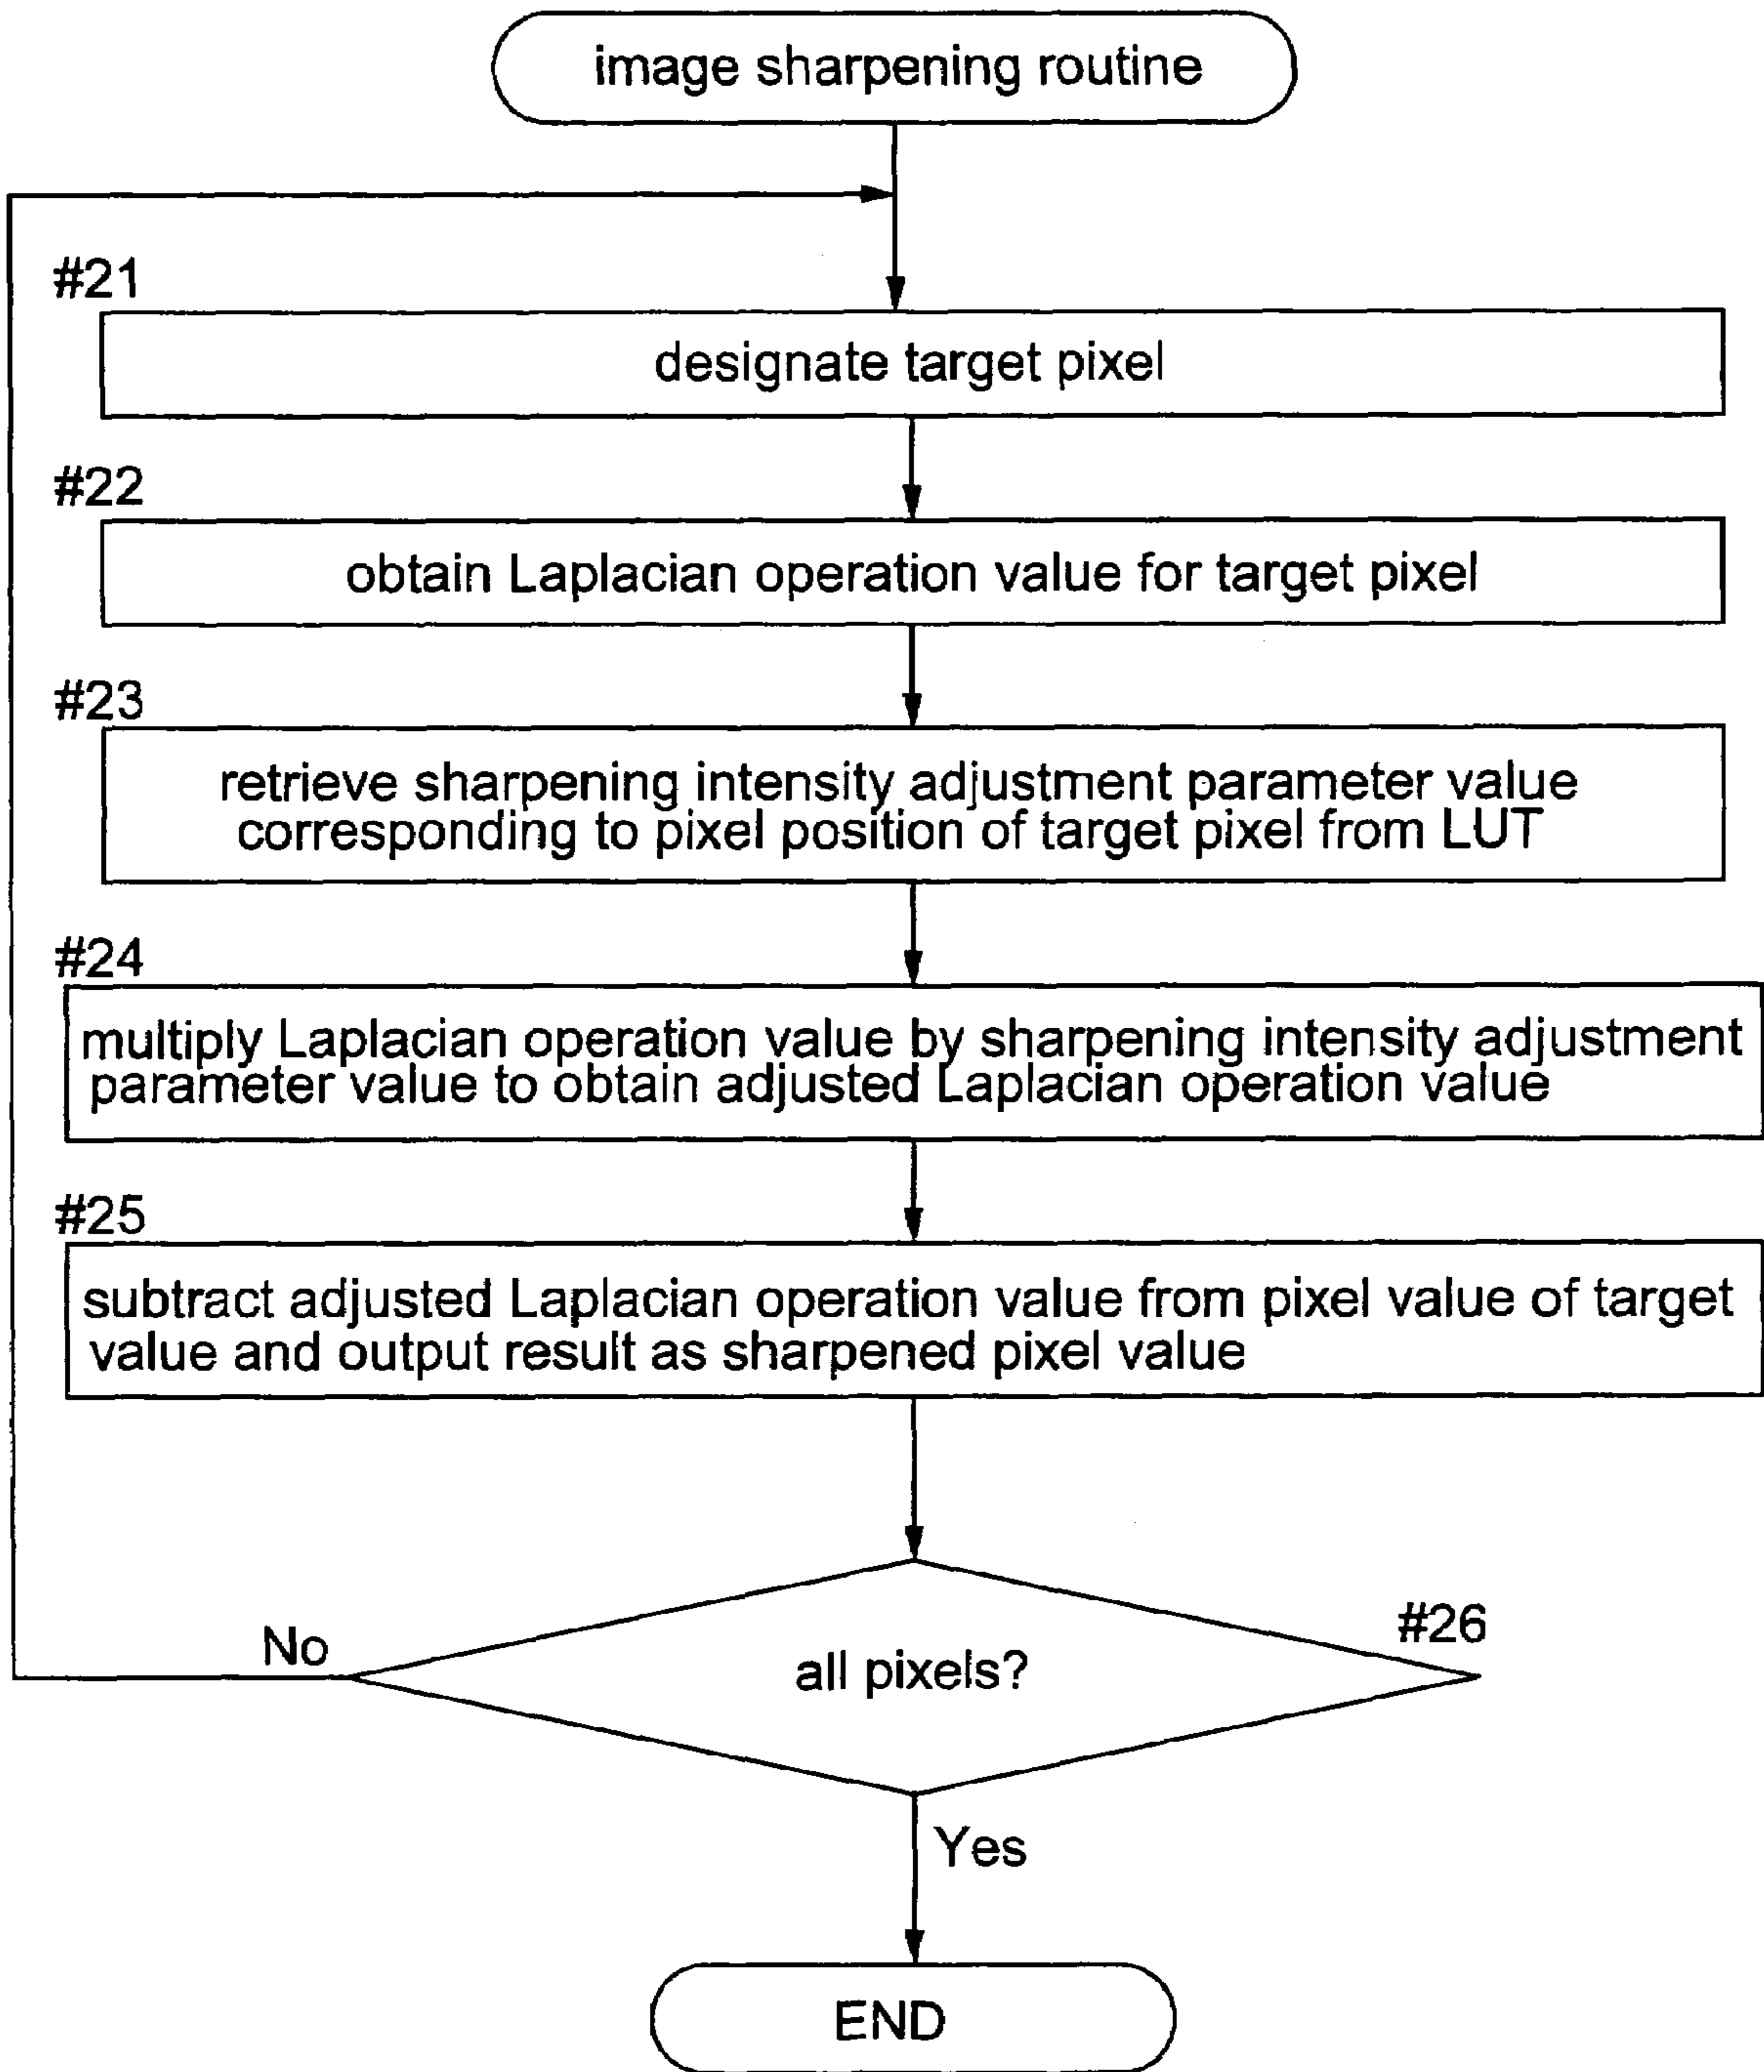 image sharpening routine
#21
designate target pixel
#22
obtain Laplacian operation value for target pixel
#23
retrieve sharpening intensity adjustment parameter value
corresponding to pixel position of target pixel from LUT
#24
multiply Laplacian operation value by sharpening intensity adjustment
parameter value to obtain adjusted Laplacian operation value
#25
subtract adjusted Laplacian operation value from pixel value of target
value and output result as sharpened pixel value
#26
No
all pixels?
Yes
END